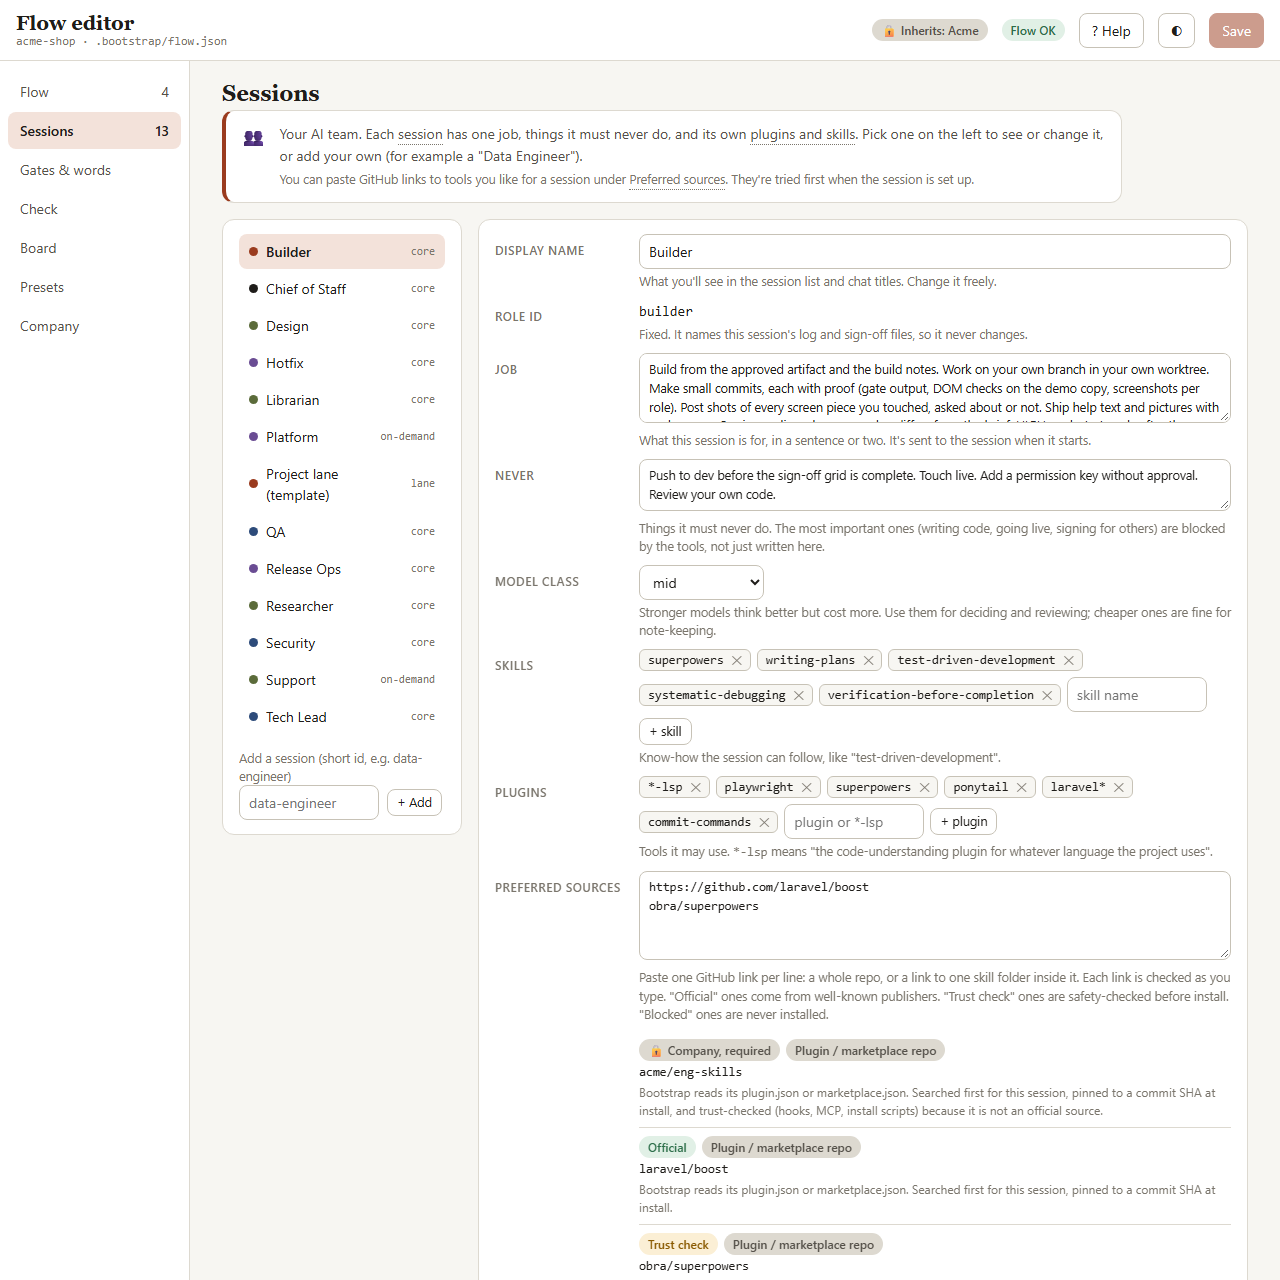 Flow editor
acme-shop · .bootstrap/flow.json
Inherits: Acme
Flow OK
? Help
Save
Flow 4
Sessions 13
Gates & words
Check
Board
Presets
Company
Sessions
Your AI team. Each session has one job, things it must never do, and its own plugins and skills. Pick one on the left to see or change it,
or add your own (for example a "Data Engineer").
You can paste GitHub links to tools you like for a session under Preferred sources. They're tried first when the session is set up.
Builder core
Chief of Staff core
Design core
Hotfix core
Librarian core
Platform on-demand
Project lane
(template) lane
QA core
Release Ops core
Researcher core
Security core
Support on-demand
Tech Lead core
Add a session (short id, e.g. data-
engineer)
data-engineer
+ Add
DISPLAY NAME
Builder
What you'll see in the session list and chat titles. Change it freely.
ROLE ID
builder
Fixed. It names this session's log and sign-off files, so it never changes.
JOB
Build from the approved artifact and the build notes. Work on your own branch in your own worktree.
Make small commits, each with proof (gate output, DOM checks on the demo copy, screenshots per
role). Post shots of every screen piece you touched, asked about or not. Ship help text and pictures with
What this session is for, in a sentence or two. It's sent to the session when it starts.
NEVER
Push to dev before the sign-off grid is complete. Touch live. Add a permission key without approval.
Review your own code.
Things it must never do. The most important ones (writing code, going live, signing for others) are blocked
by the tools, not just written here.
MODEL CLASS
mid
Stronger models think better but cost more. Use them for deciding and reviewing; cheaper ones are fine for
note-keeping.
SKILLS
superpowers
writing-plans
test-driven-development
systematic-debugging
verification-before-completion
skill name
+ skill
Know-how the session can follow, like "test-driven-development".
PLUGINS
*-lsp
playwright
superpowers
ponytail
laravel*
commit-commands
plugin or *-lsp
+ plugin
Tools it may use. *-lsp means "the code-understanding plugin for whatever language the project uses".
PREFERRED SOURCES
https://github.com/laravel/boost
obra/superpowers
Paste one GitHub link per line: a whole repo, or a link to one skill folder inside it. Each link is checked as you
type. "Official" ones come from well-known publishers. "Trust check" ones are safety-checked before install.
"Blocked" ones are never installed.
Company, required
Plugin / marketplace repo
acme/eng-skills
Bootstrap reads its plugin.json or marketplace.json. Searched first for this session, pinned to a commit SHA at
install, and trust-checked (hooks, MCP, install scripts) because it is not an official source.
Official
Plugin / marketplace repo
laravel/boost
Bootstrap reads its plugin.json or marketplace.json. Searched first for this session, pinned to a commit SHA at
install.
Trust check
Plugin / marketplace repo
obra/superpowers